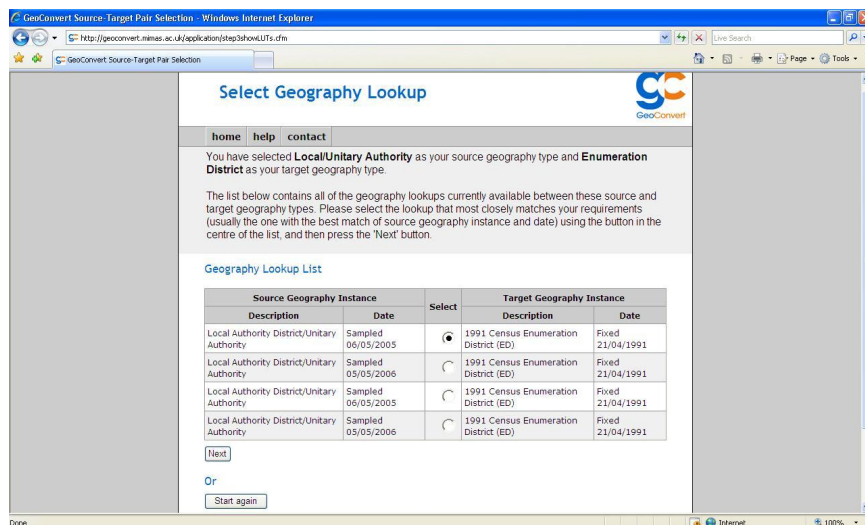 GeoConvert Source-Target Pair Selection - Windows Internet Explorer
http://geoconvert.mimas.ac.uk/application/step3showLUTs.cfm
Live Search
GeoConvert Source-Target Pair Selection
Page
Tools
Select Geography Lookup
GeoConvert
home help contact
You have selected Local/Unitary Authority as your source geography type and Enumeration
District as your target geography type.
The list below contains all of the geography lookups currently available between these source and
target geography types. Please select the lookup that most closely matches your requirements
(usually the one with the best match of source geography instance and date) using the button in the
centre of the list, and then press the 'Next' button.
Geography Lookup List
Source Geography Instance Select Target Geography Instance
Description Date Description Date
Local Authority District/Unitary Sampled 1991 Census Enumeration Fixed
Authority 06/05/2005 District (ED) 21/04/1991
Local Authority District/Unitary Sampled 1991 Census Enumeration Fixed
Authority 05/05/2006 District (ED) 21/04/1991
Local Authority District/Unitary Sampled 1991 Census Enumeration Fixed
Authority 06/05/2005 District (ED) 21/04/1991
Local Authority District/Unitary Sampled 1991 Census Enumeration Fixed
Authority 05/05/2006 District (ED) 21/04/1991
Next
Or
Start again
Done Internet 100%